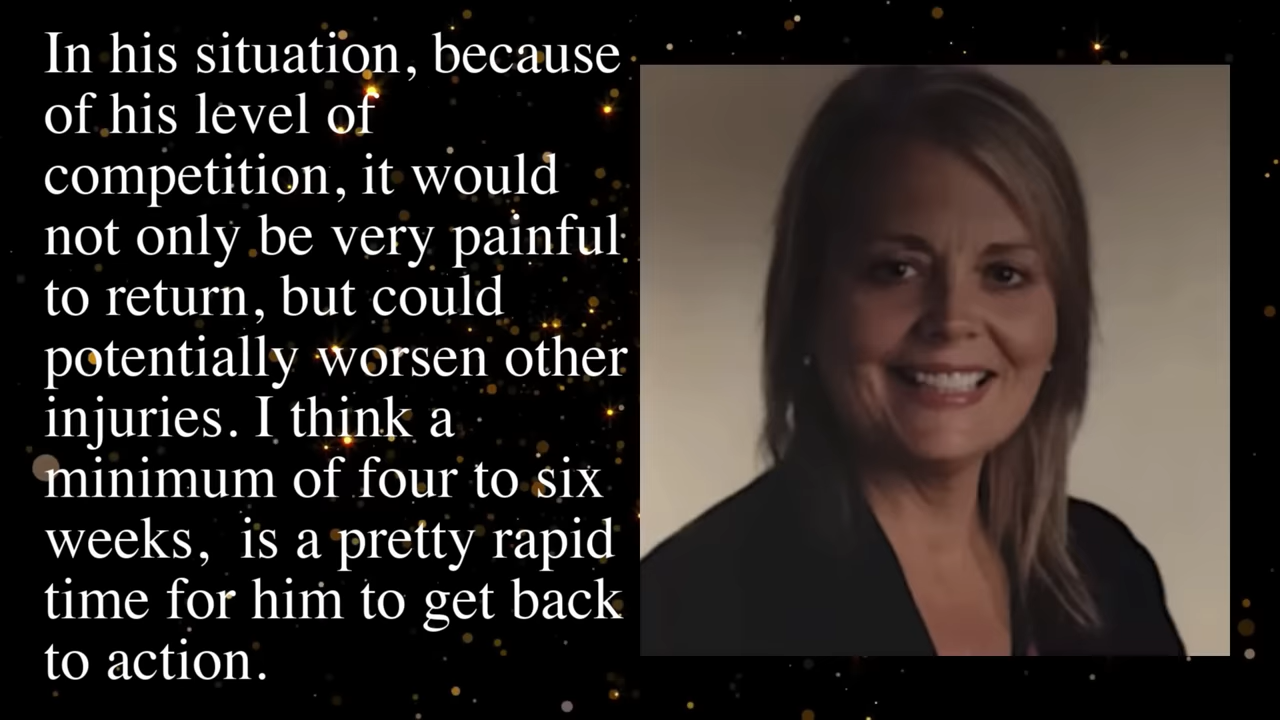 In his situation, because
of his level of
competition, it would
not only be very painful
to return, but could
potentially worsen other
injuries. I think a
minimum of four to six
weeks,  is a pretty rapid
time for him to get back
to action.